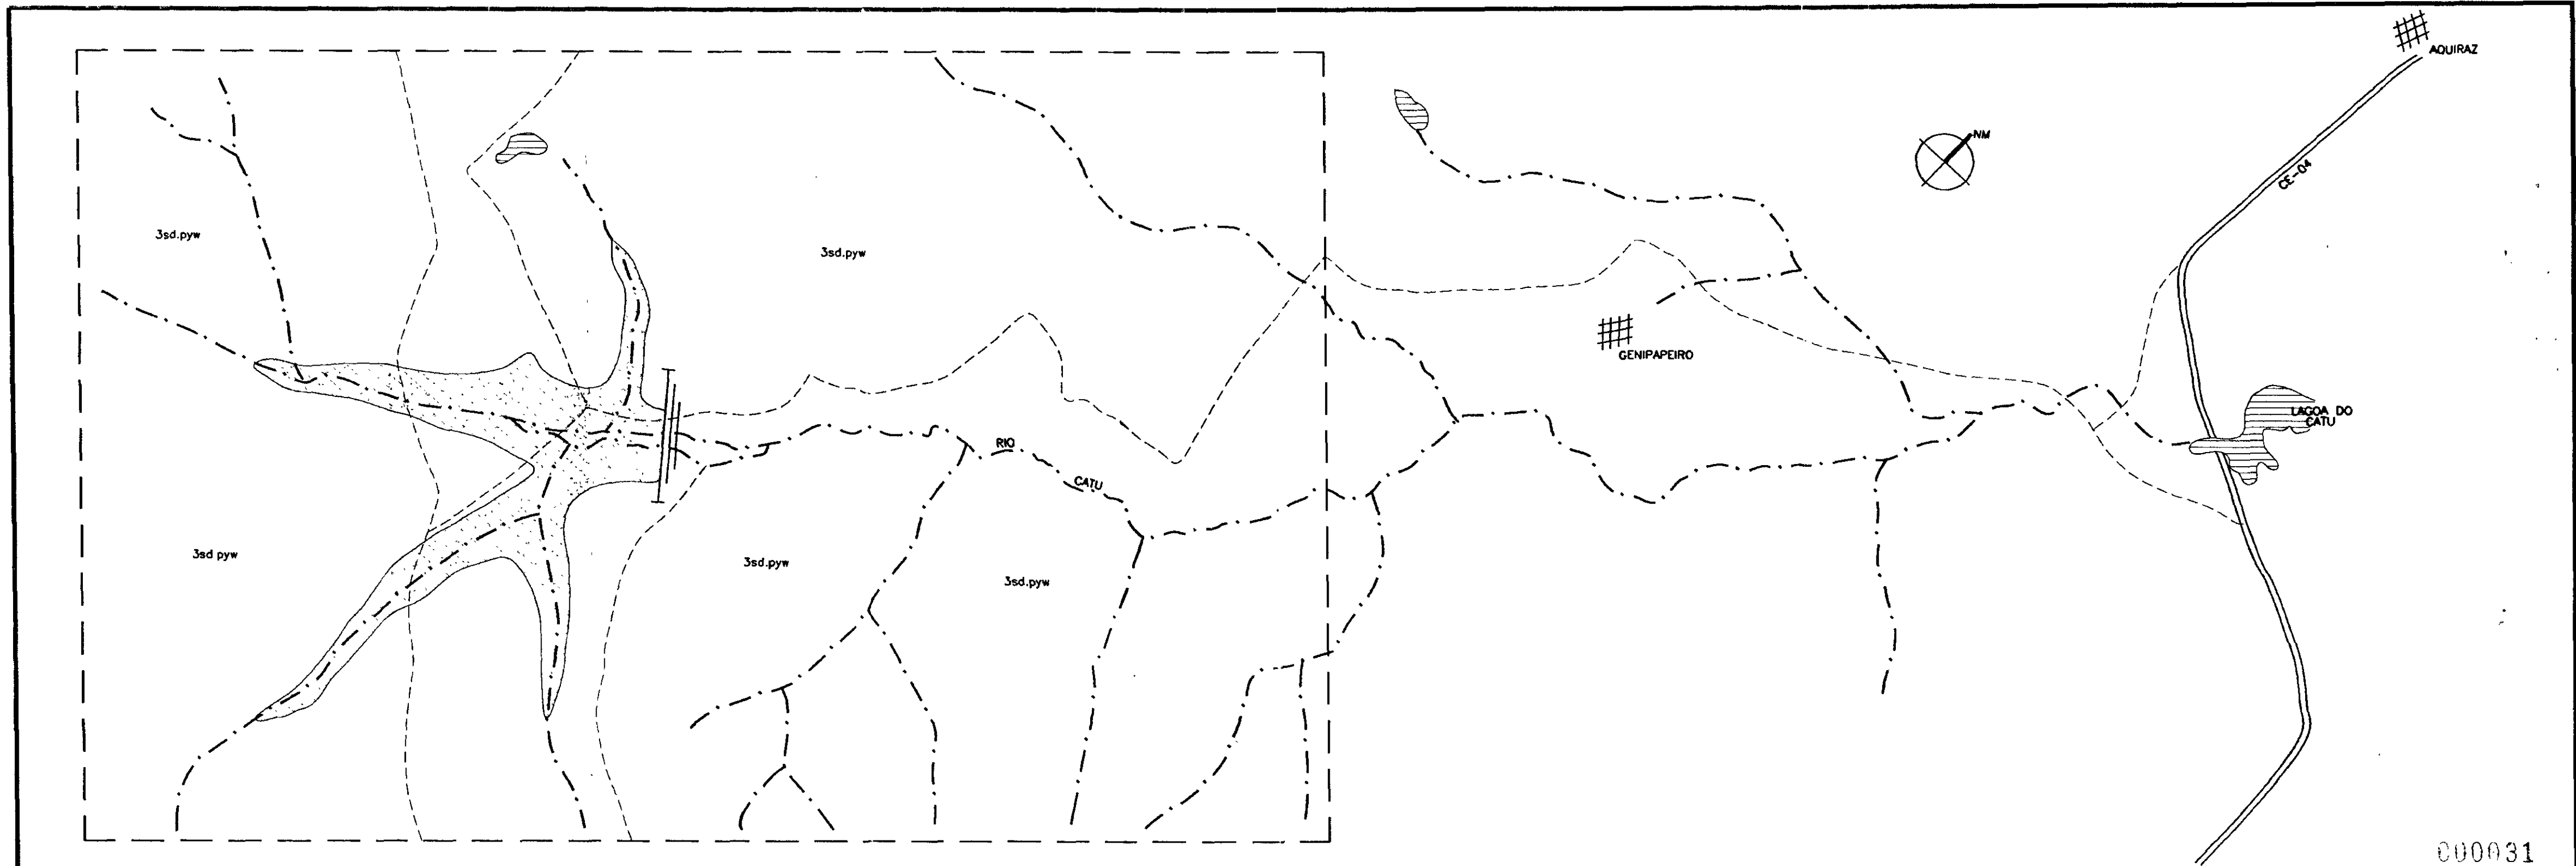 AQUIRAZ
NM
CE-04
3sd.pyw
3sd.pyw
GENIPAPEIRO
LAGOA DO
CATU
RIO
CATU
3sd pyw
3sd.pyw
3sd.pyw
000031